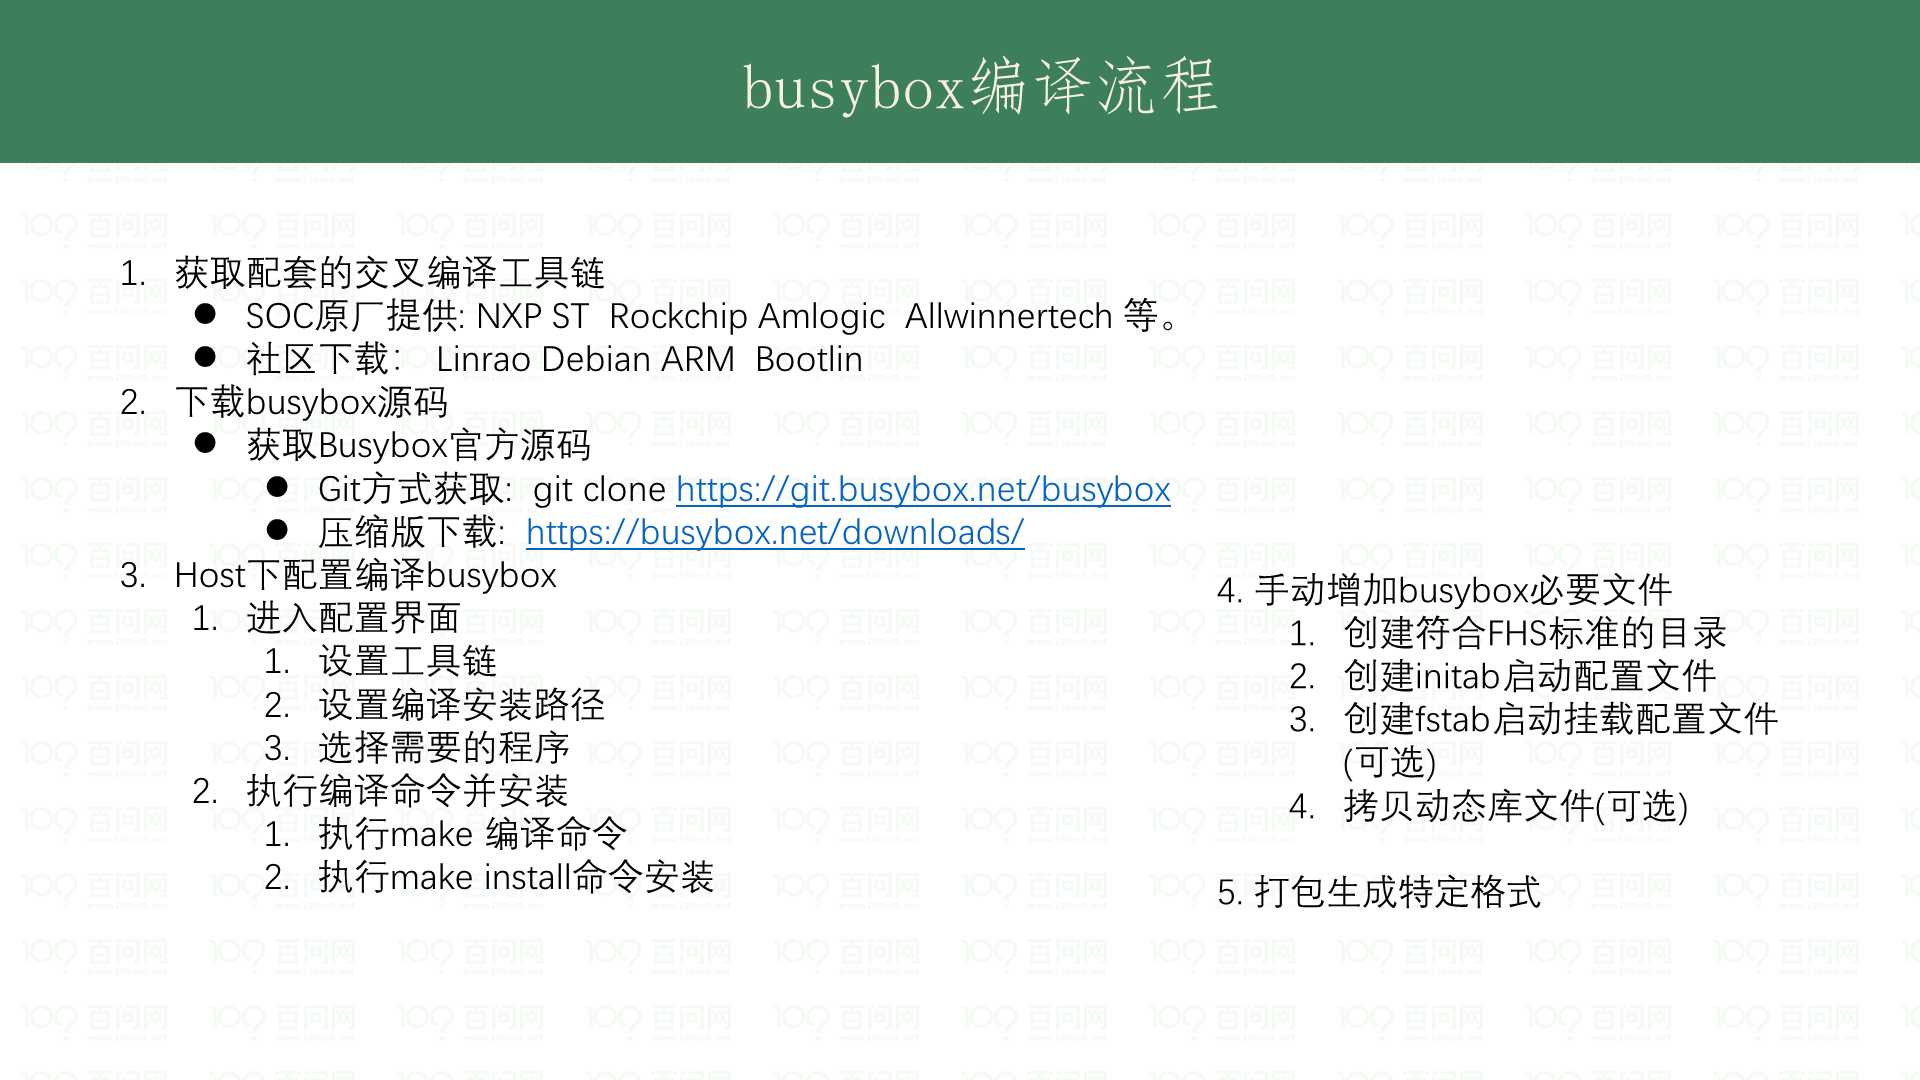 busybox编译流程
1. 获取配套的交叉编译工具链
● SOC原厂提供: NXP ST  Rockchip Amlogic  Allwinnertech 等。
● 社区下载：  Linrao Debian ARM  Bootlin
2. 下载busybox源码
● 获取Busybox官方源码
● Git方式获取:  git clone https://git.busybox.net/busybox
● 压缩版下载:  https://busybox.net/downloads/
3. Host下配置编译busybox
1. 进入配置界面
1. 设置工具链
2. 设置编译安装路径
3. 选择需要的程序
2. 执行编译命令并安装
1. 执行make 编译命令
2. 执行make install命令安装
4. 手动增加busybox必要文件
1. 创建符合FHS标准的目录
2. 创建initab启动配置文件
3. 创建fstab启动挂载配置文件
(可选)
4. 拷贝动态库文件(可选)
5. 打包生成特定格式
百问网
www.100ask.net